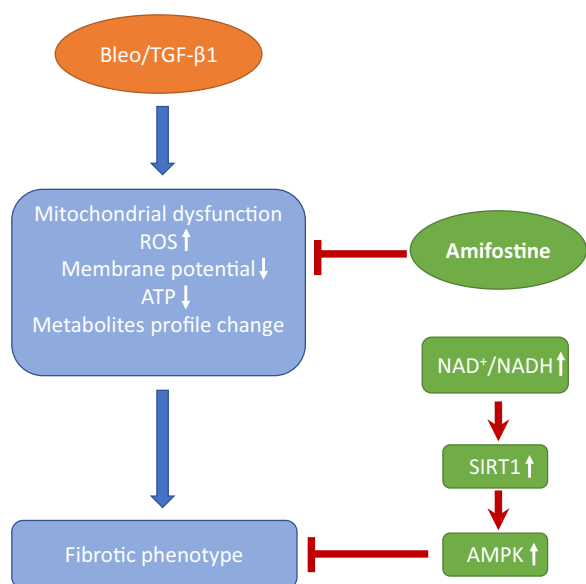 Bleo/TGF-β1
Mitochondrial dysfunction
ROS↑
Membrane potential↓
ATP↓
Metabolites profile change
Amifostine
NAD⁺/NADH↑
SIRT1↑
Fibrotic phenotype
AMPK↑